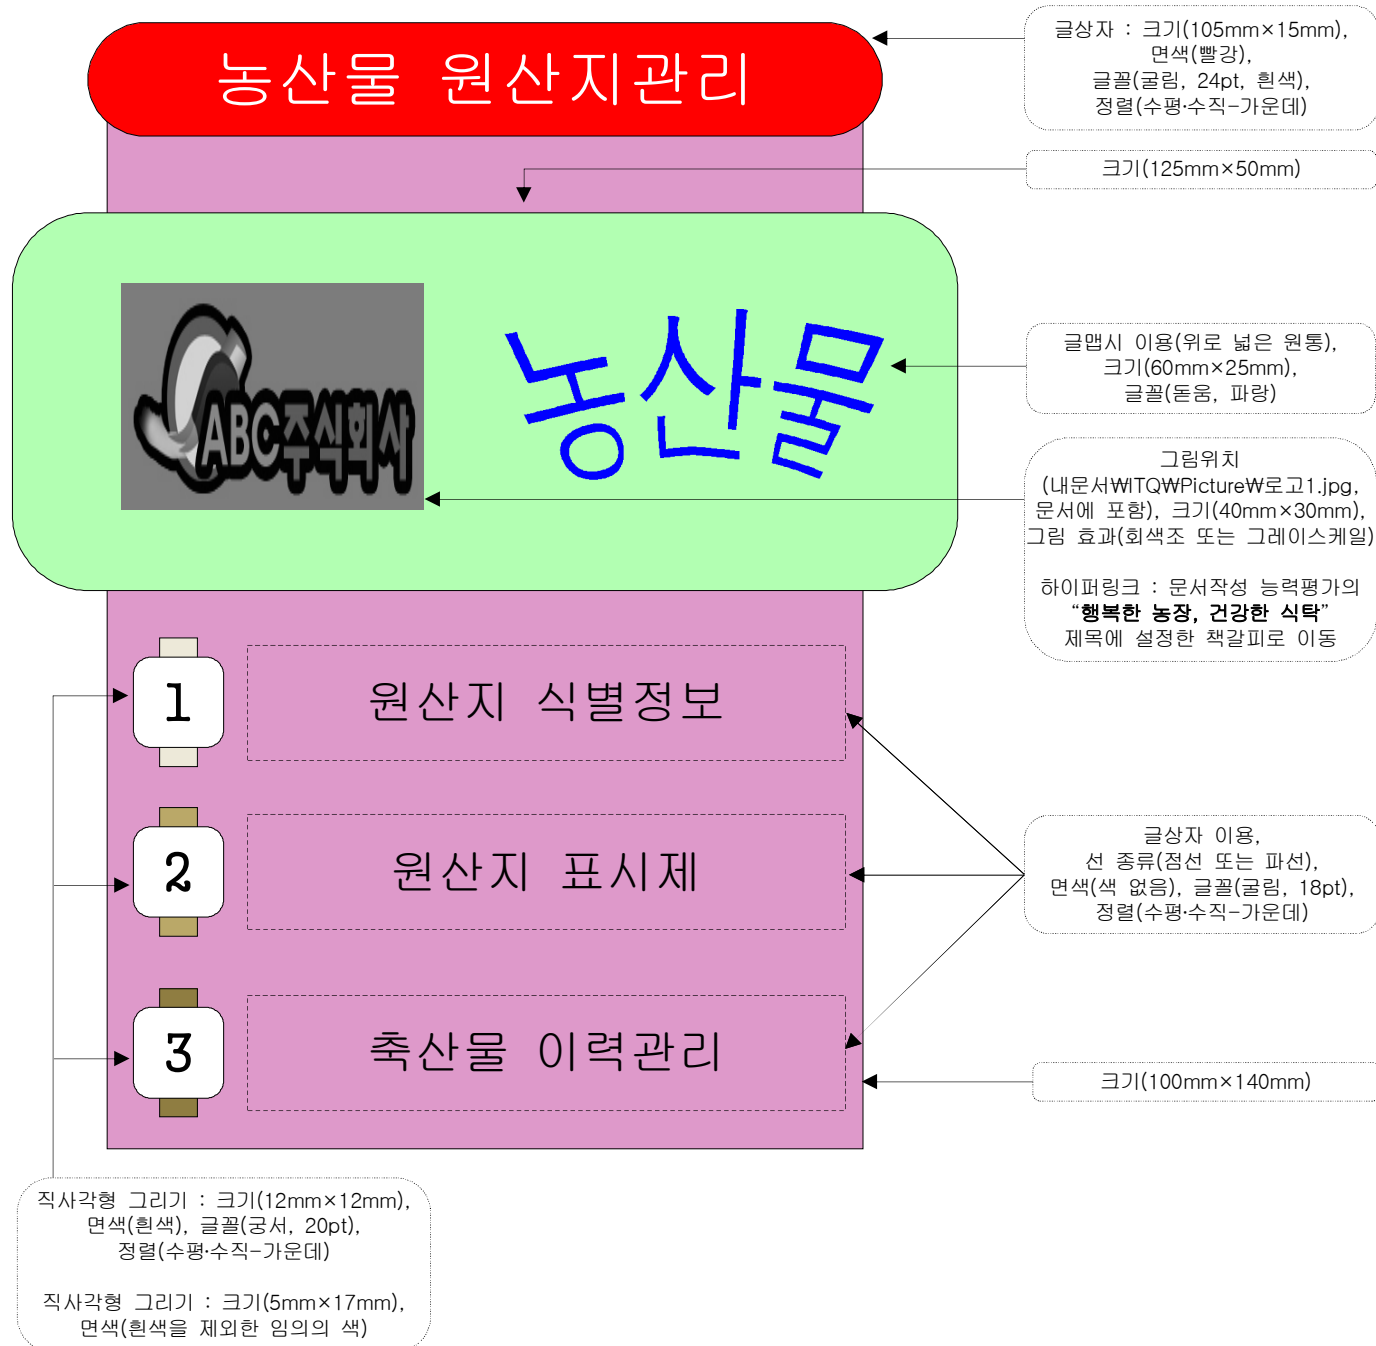 농산물 원산지관리
글상자 : 크기(105mm×15mm),
면색(빨강),
글꼴(굴림, 24pt, 흰색),
정렬(수평·수직-가운데)
크기(125mm×50mm)
ABC주식회사
농산물
글맵시 이용(위로 넓은 원통),
크기(60mm×25mm),
글꼴(돋움, 파랑)
그림위치
(내문서₩ITQ₩Picture₩로고1.jpg,
문서에 포함), 크기(40mm×30mm),
그림 효과(회색조 또는 그레이스케일)
하이퍼링크 : 문서작성 능력평가의
“행복한 농장, 건강한 식탁”
제목에 설정한 책갈피로 이동
1
원산지 식별정보
2
원산지 표시제
글상자 이용,
선 종류(점선 또는 파선),
면색(색 없음), 글꼴(굴림, 18pt),
정렬(수평·수직-가운데)
3
축산물 이력관리
크기(100mm×140mm)
직사각형 그리기 : 크기(12mm×12mm),
면색(흰색), 글꼴(궁서, 20pt),
정렬(수평·수직-가운데)
직사각형 그리기 : 크기(5mm×17mm),
면색(흰색을 제외한 임의의 색)